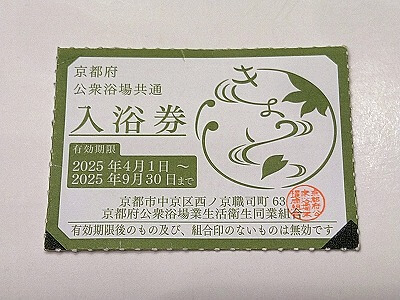 京都府
公衆浴場共通
入浴券
有効期限
2025年4月1日 ～
2025年9月30日まで
きょうと
京都市中京区西ノ京職司町 63
京都府公衆浴場業生活衛生同業組合
有効期限後のもの及び、組合印のないものは無効です